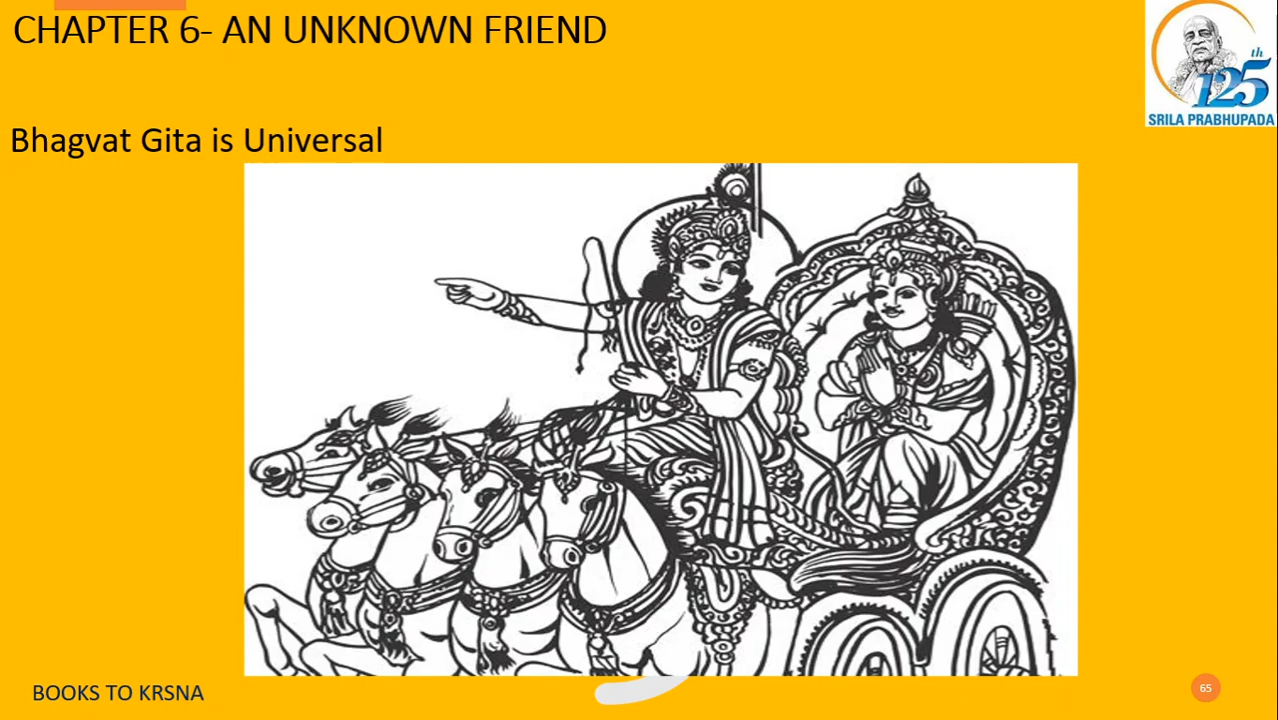 CHAPTER 6- AN UNKNOWN FRIEND
125th
SRILA PRABHUPADA
Bhagvat Gita is Universal
BOOKS TO KRSNA
65